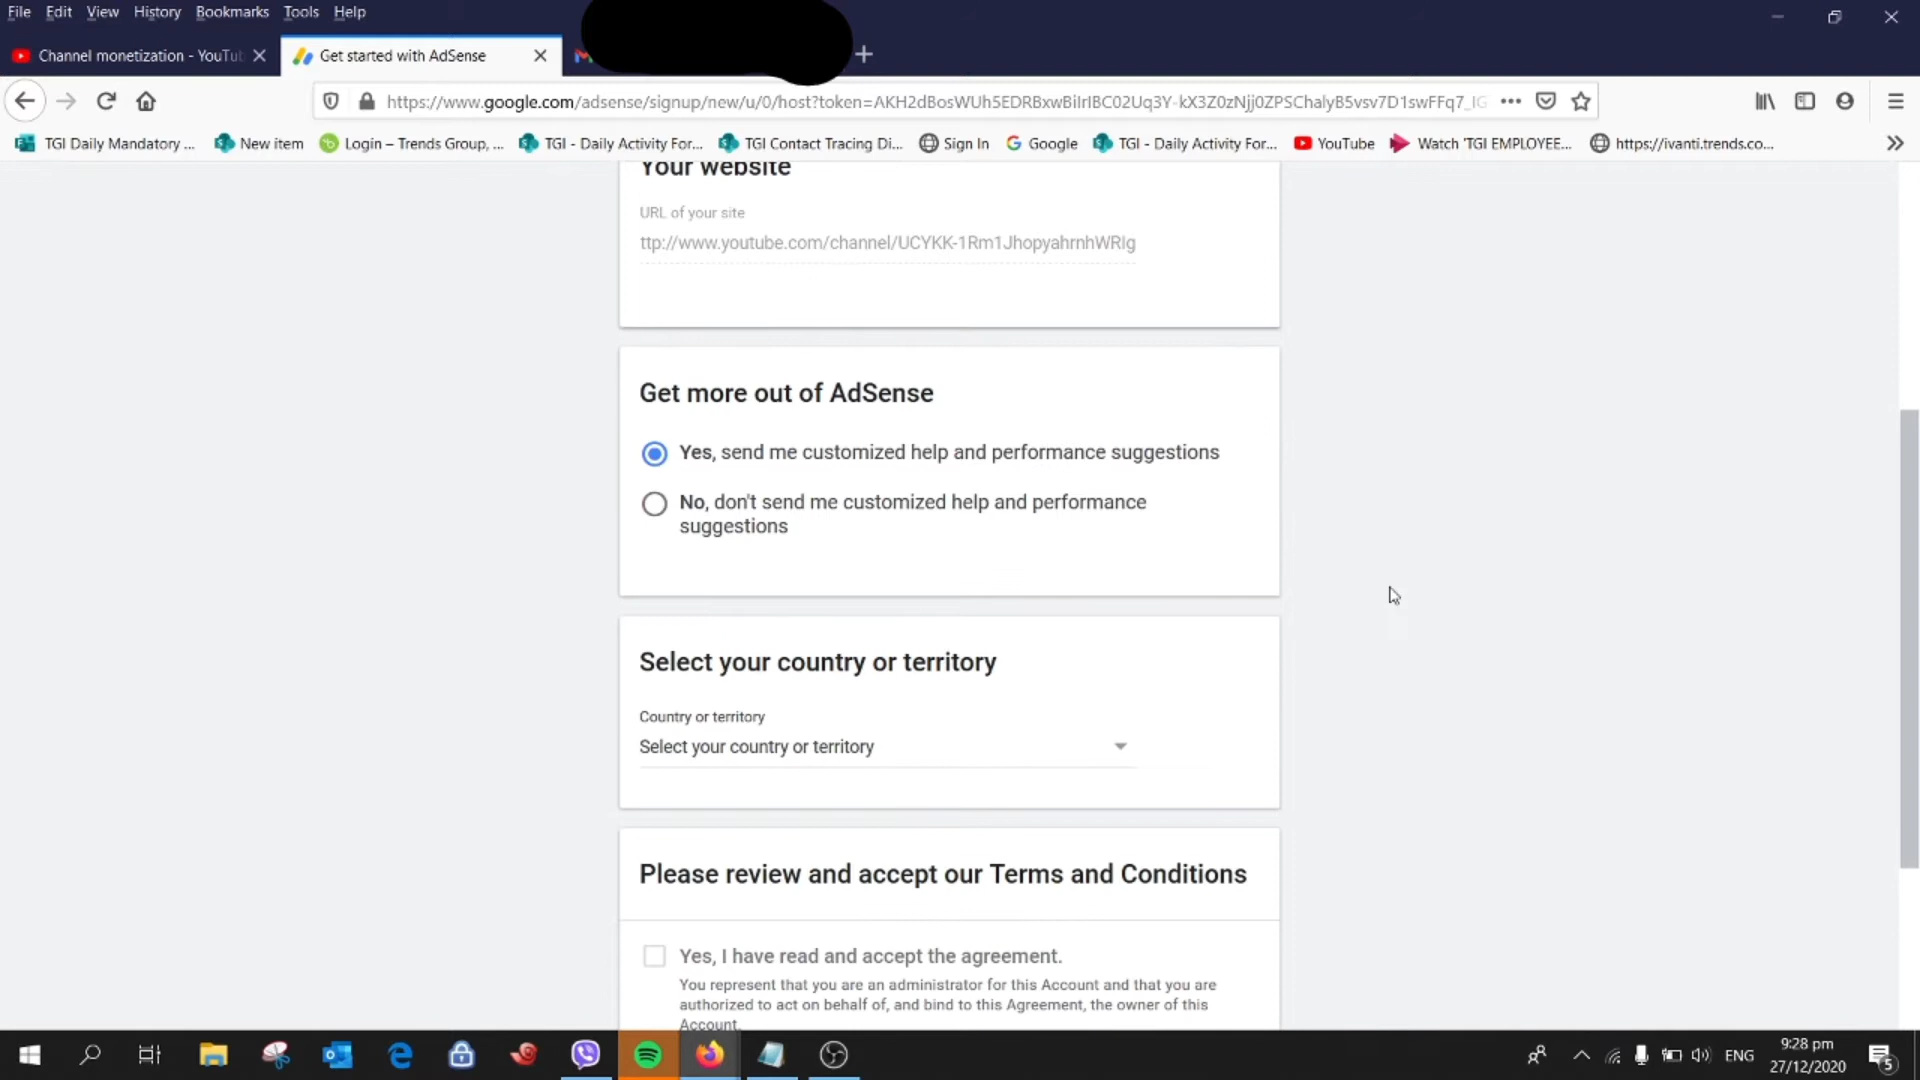 File Edit View History Bookmarks Tools Help
Channel monetization - YouTub
Get started with AdSense
https://www.google.com/adsense/signup/new/u/0/host?token=
TGI Daily Mandatory ... New item Login – Trends Group, ... TGI - Daily Activity For... TGI Contact Tracing Di... Sign In Google TGI - Daily Activity For... YouTube Watch 'TGI EMPLOYEE... https://ivanti.trends.co...
Your website
URL of your site
ttp://www.youtube.com/channel/UCYKK-1Rm1JhopyahrnhWRIg
Get more out of AdSense
Yes, send me customized help and performance suggestions
No, don't send me customized help and performance
suggestions
Select your country or territory
Country or territory
Select your country or territory
Please review and accept our Terms and Conditions
Yes, I have read and accept the agreement.
You represent that you are an administrator for this Account and that you are
authorized to act on behalf of, and bind to this Agreement, the owner of this
Account.
ENG
9:28 pm
27/12/2020
5